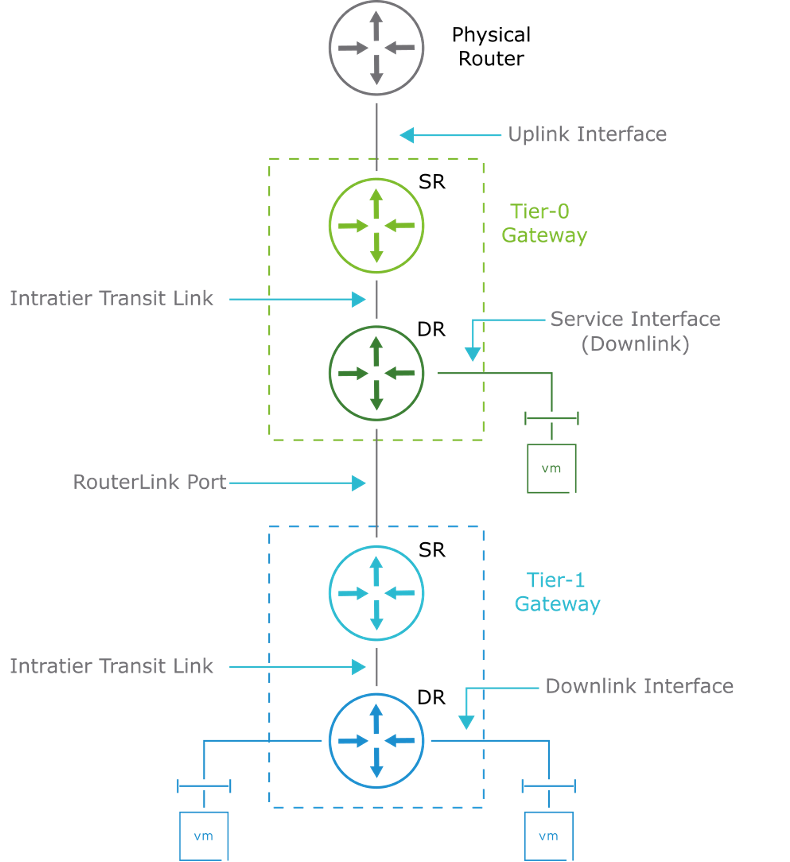 Physical
Router
Uplink Interface
SR
Tier-0
Gateway
Intratier Transit Link
DR
Service Interface
(Downlink)
vm
RouterLink Port
SR
Tier-1
Gateway
Intratier Transit Link
DR
Downlink Interface
vm
vm